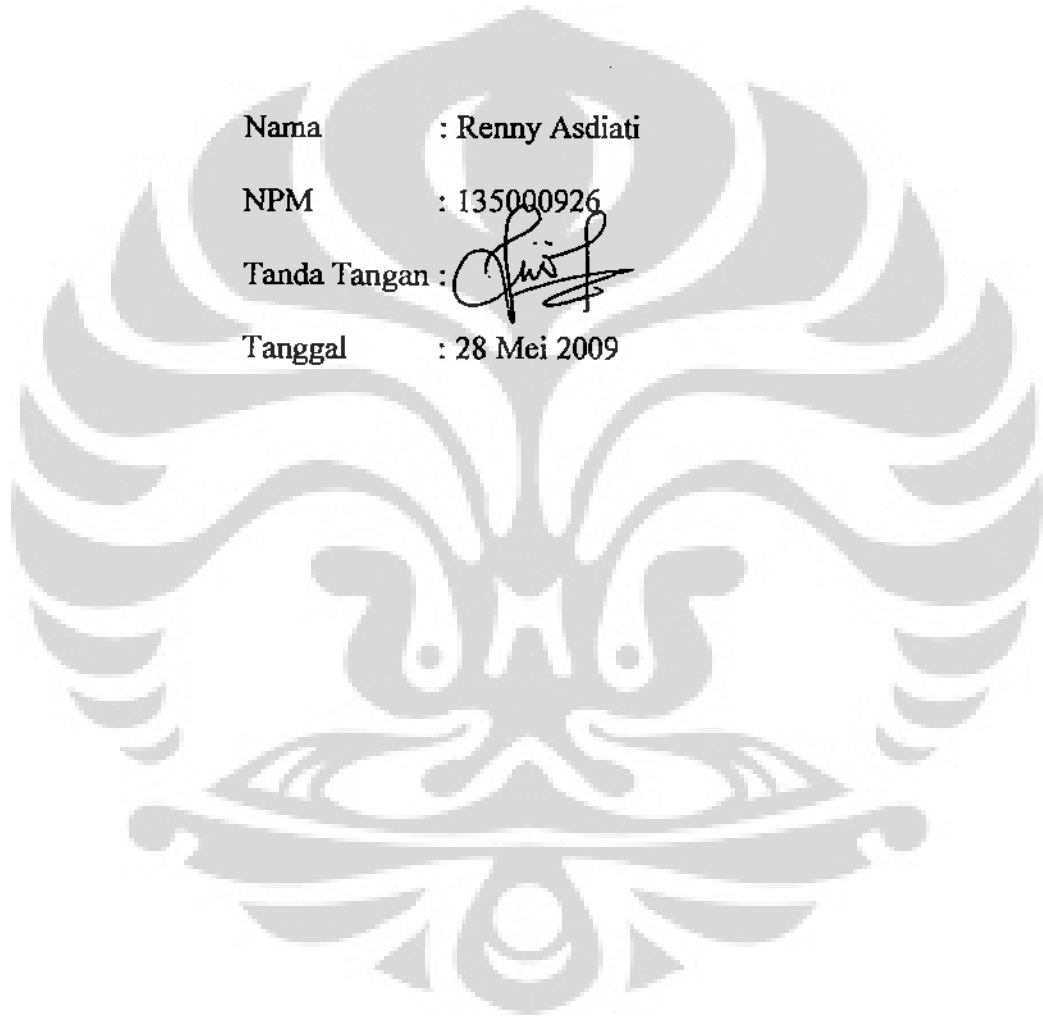 Nama : Renny Asdiati
NPM : 135000926
Tanda Tangan :
Tanggal : 28 Mei 2009